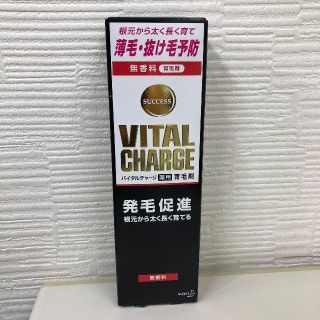 根元から太く長く育て
薄毛・抜け毛予防
無香料 育毛剤
SUCCESS
VITAL
CHARGE
バイタルチャージ 薬用 育毛剤
発毛促進
根元から太く長く育てる
無香料